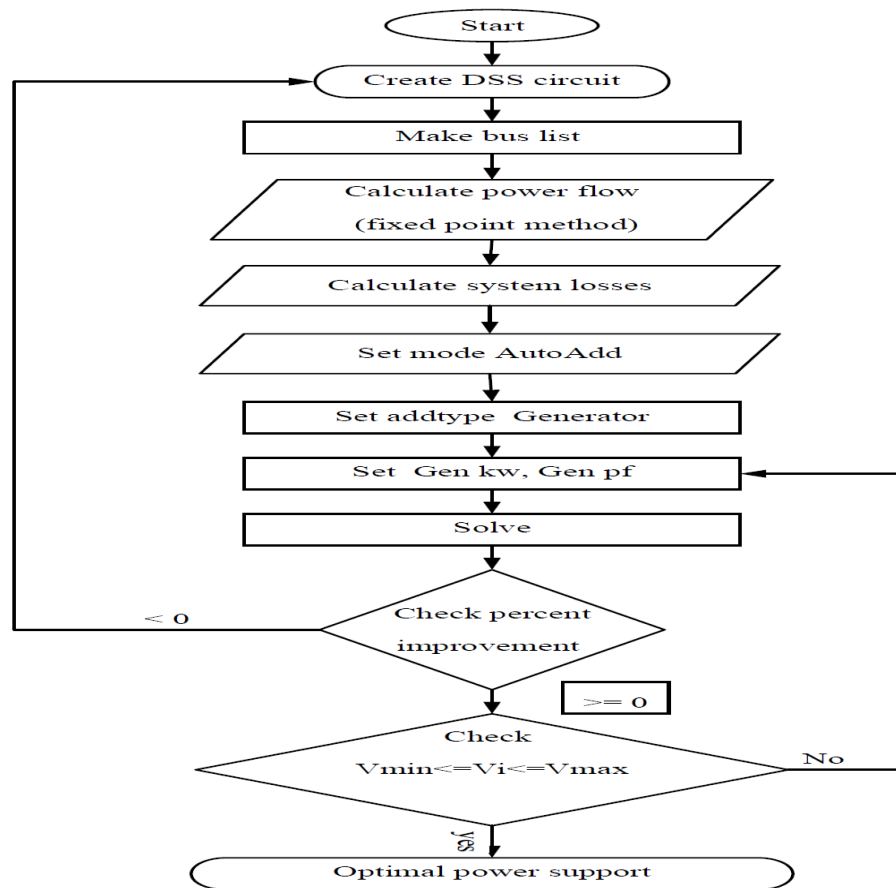 Start
Create DSS circuit
Make bus list
Calculate power flow
(fixed point method)
Calculate system losses
Set mode AutoAdd
Set addtype Generator
Set Gen kw, Gen pf
Solve
Check percent
improvement
< 0
>= 0
Check
Vmin<=Vi<=Vmax
No
yes
Optimal power support